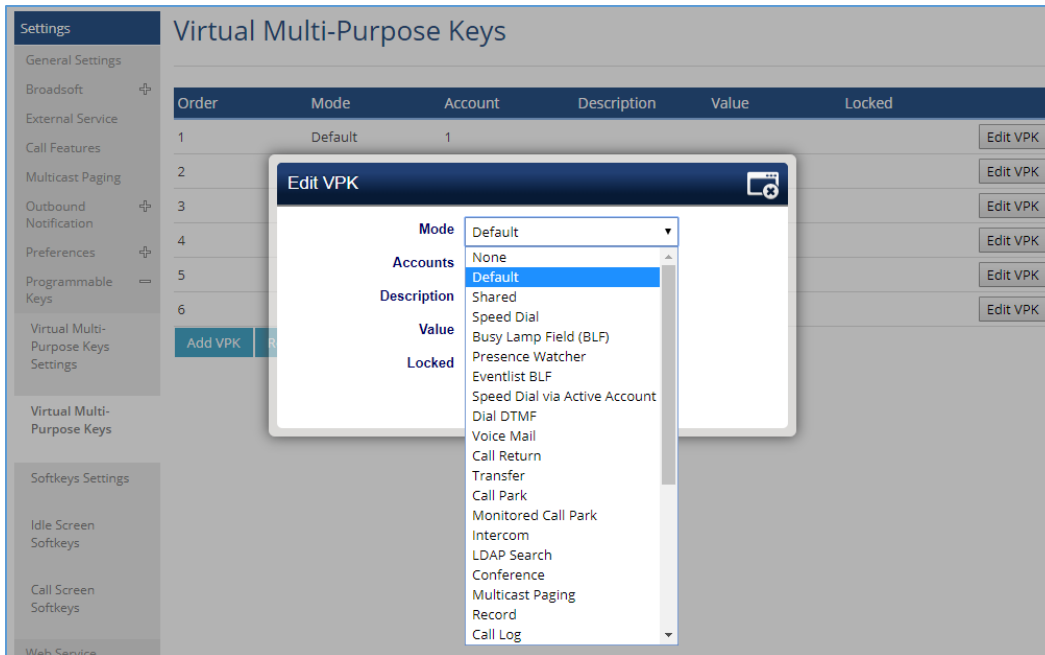 Settings
General Settings
Broadsoft
External Service
Call Features
Multicast Paging
Outbound
Notification
Preferences
Programmable
Keys
Virtual Multi-
Purpose Keys
Settings
Virtual Multi-
Purpose Keys
Softkeys Settings
Idle Screen
Softkeys
Call Screen
Softkeys
Web Service
Virtual Multi-Purpose Keys
Order Mode Account Description Value Locked
1 Default 1 Edit VPK
2 Edit VPK
3 Edit VPK
4 Edit VPK
5 Edit VPK
6 Edit VPK
Add VPK
Edit VPK
Mode Default
Accounts
Description
Value
Locked
None
Default
Shared
Speed Dial
Busy Lamp Field (BLF)
Presence Watcher
Eventlist BLF
Speed Dial via Active Account
Dial DTMF
Voice Mail
Call Return
Transfer
Call Park
Monitored Call Park
Intercom
LDAP Search
Conference
Multicast Paging
Record
Call Log